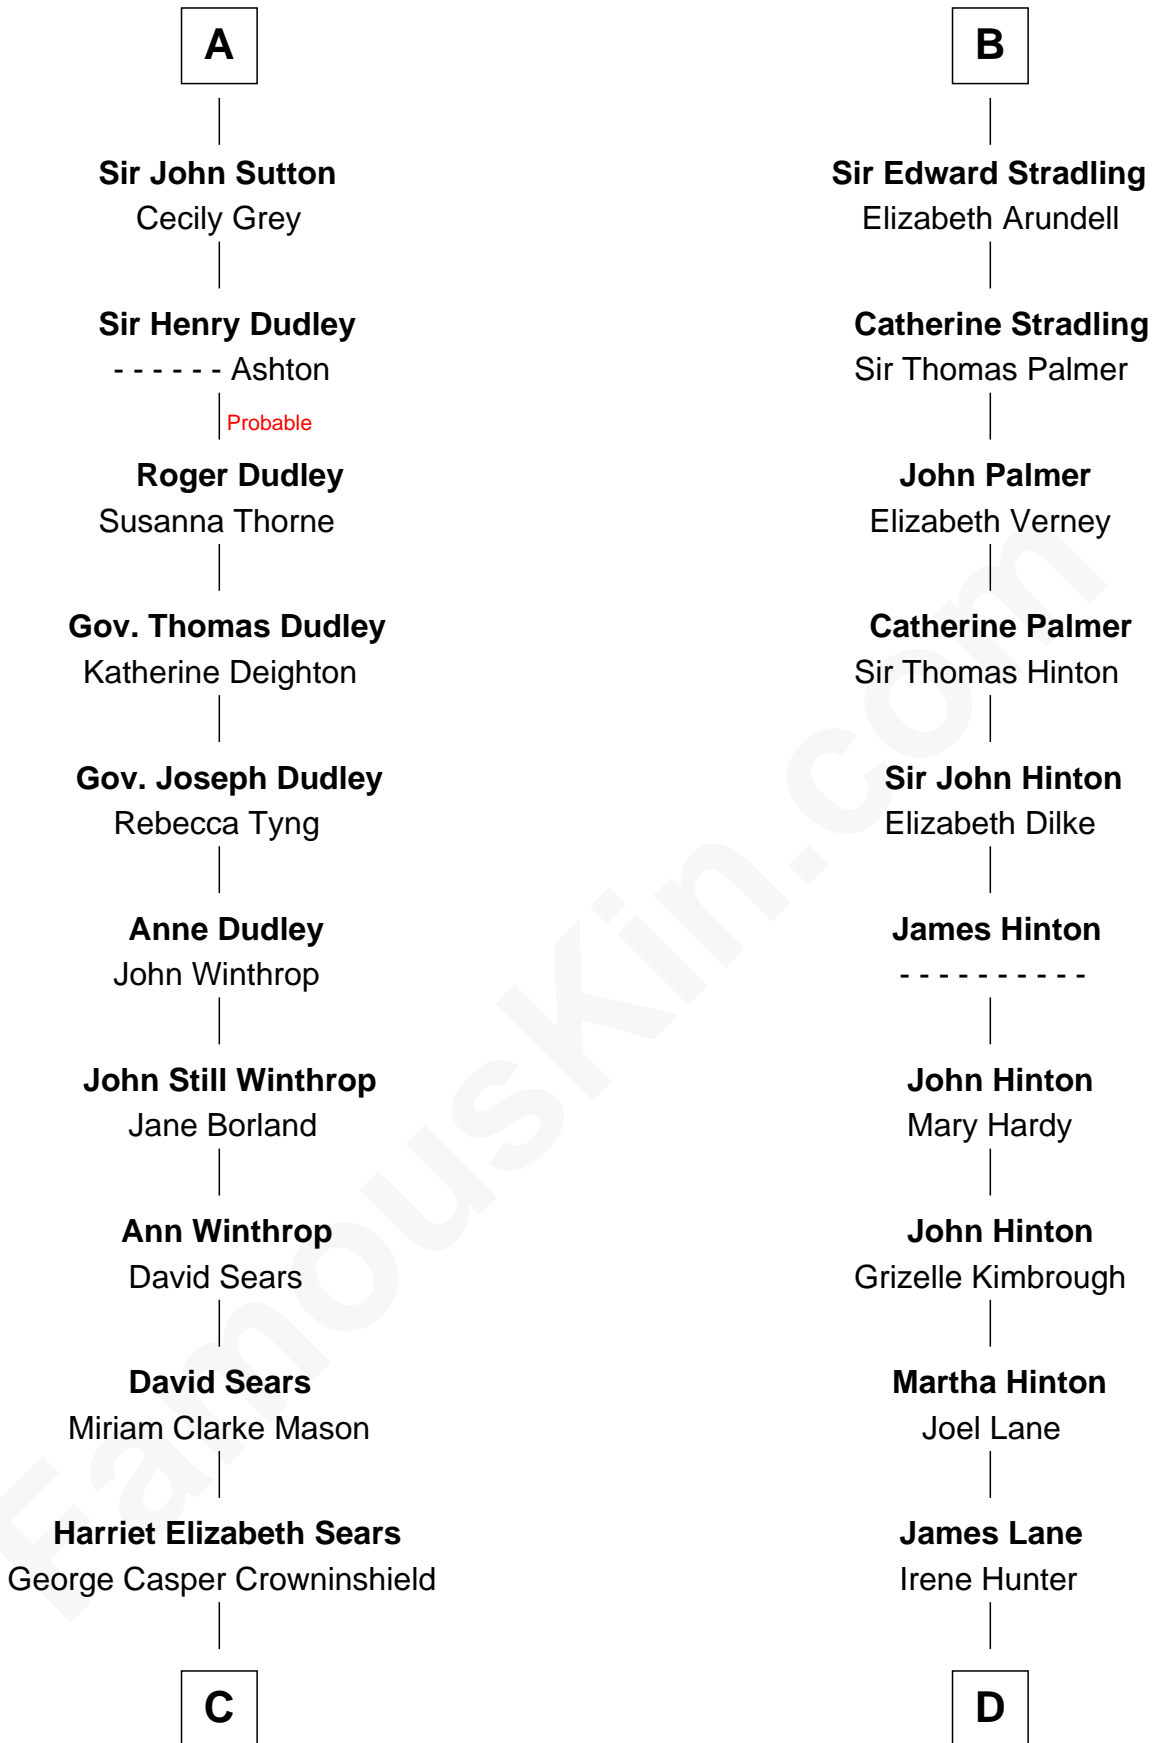 A
Sir John Sutton
Cecily Grey
Sir Henry Dudley
- - - - - - Ashton
Probable
Roger Dudley
Susanna Thorne
Gov. Thomas Dudley
Katherine Deighton
Gov. Joseph Dudley
Rebecca Tyng
Anne Dudley
John Winthrop
John Still Winthrop
Jane Borland
Ann Winthrop
David Sears
David Sears
Miriam Clarke Mason
Harriet Elizabeth Sears
George Casper Crowninshield
C
B
Sir Edward Stradling
Elizabeth Arundell
Catherine Stradling
Sir Thomas Palmer
John Palmer
Elizabeth Verney
Catherine Palmer
Sir Thomas Hinton
Sir John Hinton
Elizabeth Dilke
James Hinton
- - - - - - - - - -
John Hinton
Mary Hardy
John Hinton
Grizelle Kimbrough
Martha Hinton
Joel Lane
James Lane
Irene Hunter
D
FamousKin.com